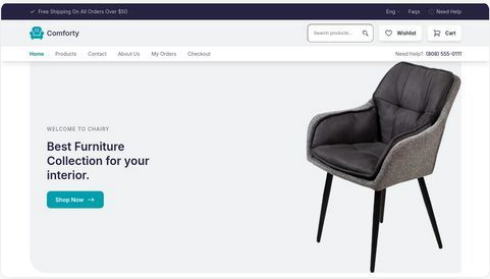 Free Shipping On All Orders Over $50
Eng
Faqs
Need Help
Comforty
Search products...
Wishlist
Cart
Home
Products
Contact
About Us
My Orders
Checkout
Need Help? (808) 555-0111
WELCOME TO CHAIRY
Best Furniture
Collection for your
interior.
Shop Now